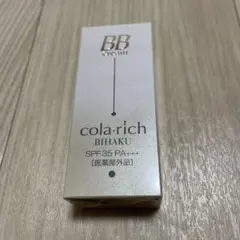 BB
cream
cola·rich
BIHAKU
SPF35 PA+++
[医薬部外品]